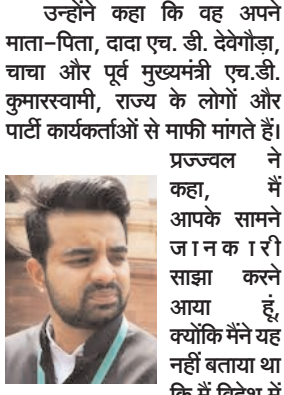 उन्होंने कहा कि वह अपने
माता-पिता, दादा एच. डी. देवेगौड़ा,
चाचा और पूर्व मुख्यमंत्री एच.डी.
कुमारस्वामी, राज्य के लोगों और
पार्टी कार्यकर्ताओं से माफी मांगते हैं।
प्रज्ज्वल ने
कहा, मैं
आपके सामने
जानकारी
साझा करने
आया हूं,
क्योंकि मैंने यह
नहीं बताया था
कि मैं विदेश में